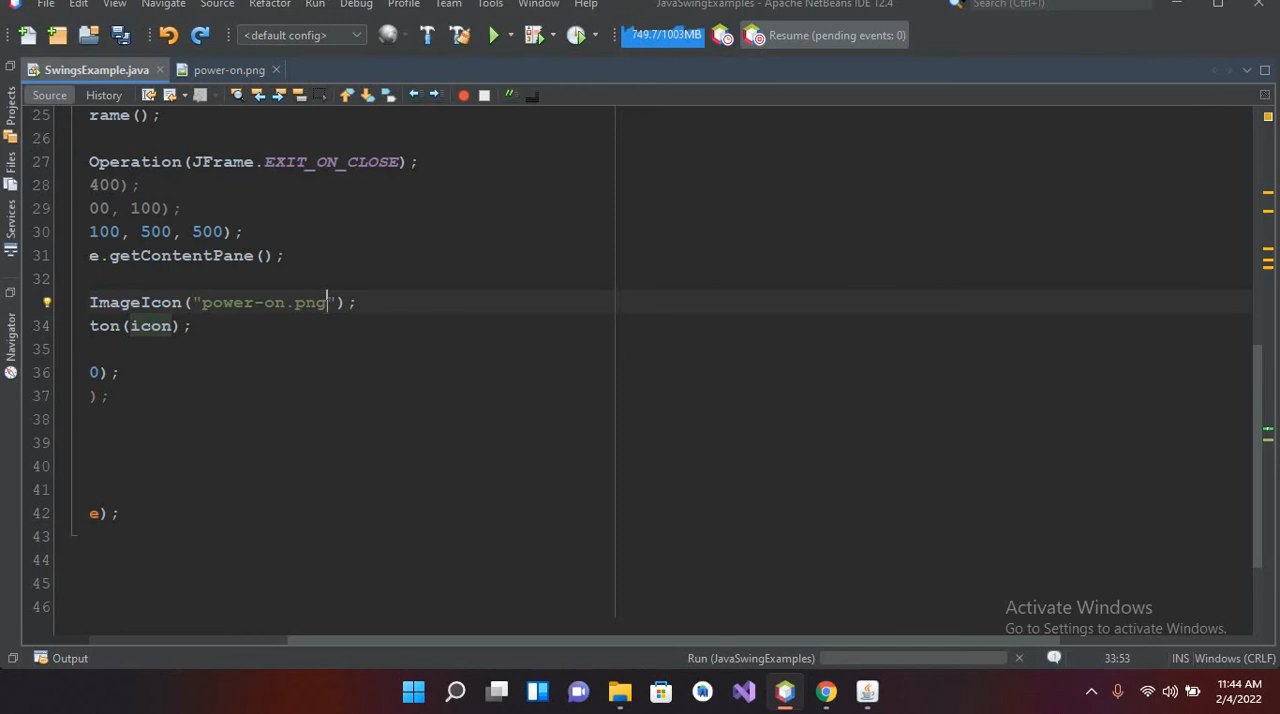 File Edit View Navigate Source Refactor Run Debug Profile Team Tools Window Help JavaSwingExamples - Apache NetBeans IDE 12.4 Search (Ctrl+I)
<default config> 749.7/1003MB Resume (pending events: 0)
SwingsExample.java power-on.png
Source History
25 rame();
26
27 Operation(JFrame.EXIT_ON_CLOSE);
28 400);
29 00, 100);
30 100, 500, 500);
31 e.getContentPane();
32
ImageIcon("power-on.png");
34 ton(icon);
35
36 0);
37 );
38
39
40
41
42 e);
43
44
45
46
Projects
Files
Services
Navigator
Activate Windows
Go to Settings to activate Windows.
Output Run (JavaSwingExamples) 33:53 INS Windows (CRLF)
11:44 AM
2/4/2022